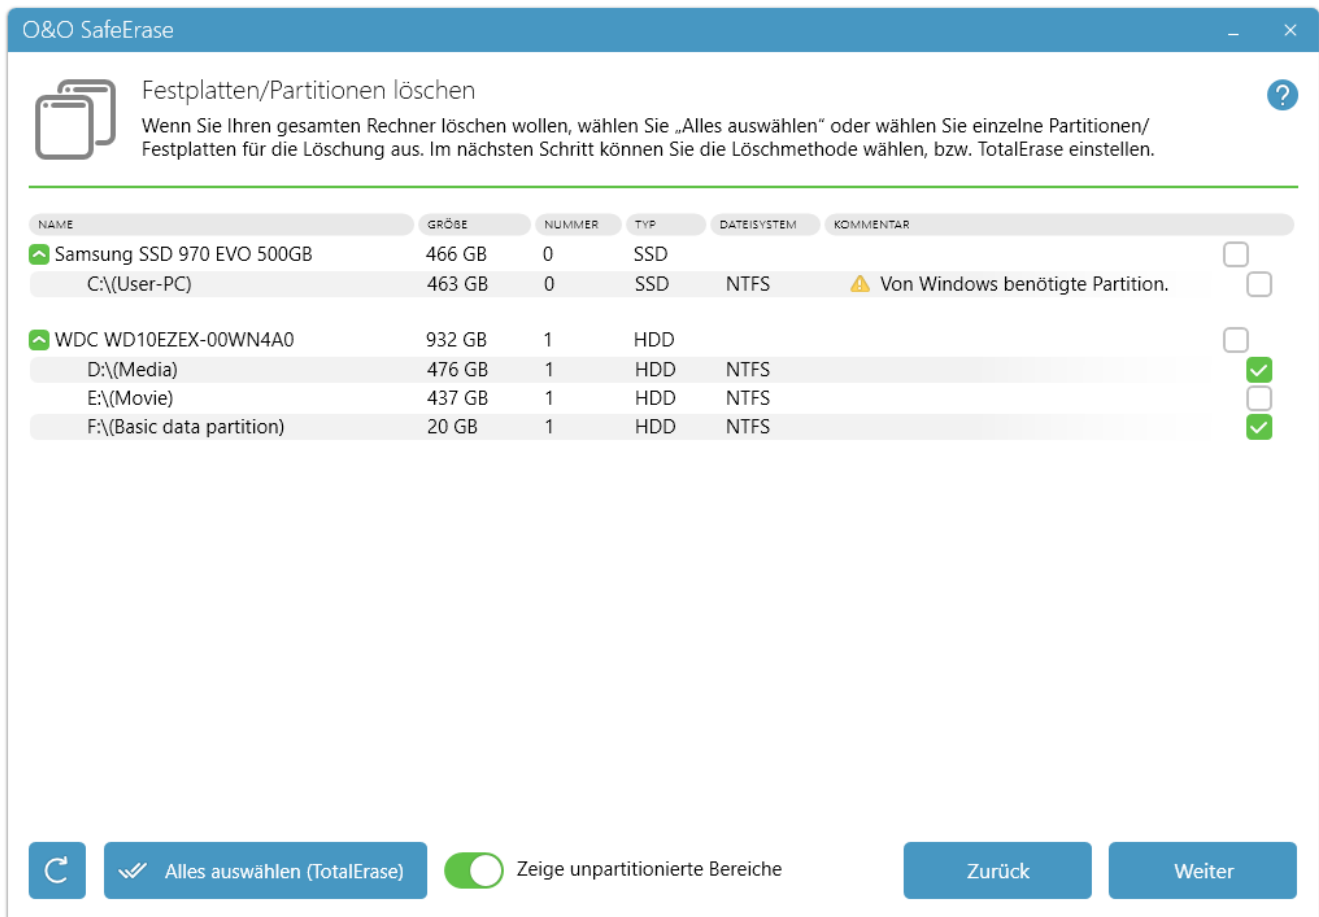 O&O SafeErase
Festplatten/Partitionen löschen
?
Wenn Sie Ihren gesamten Rechner löschen wollen, wählen Sie „Alles auswählen“ oder wählen Sie einzelne Partitionen/
Festplatten für die Löschung aus. Im nächsten Schritt können Sie die Löschmethode wählen, bzw. TotalErase einstellen.
NAME GRÖßE NUMMER TYP DATEISYSTEM KOMMENTAR
Samsung SSD 970 EVO 500GB 466 GB 0 SSD
C:\(User-PC) 463 GB 0 SSD NTFS Von Windows benötigte Partition.
WDC WD10EZEX-00WN4A0 932 GB 1 HDD
D:\(Media) 476 GB 1 HDD NTFS
E:\(Movie) 437 GB 1 HDD NTFS
F:\(Basic data partition) 20 GB 1 HDD NTFS
Alles auswählen (TotalErase) Zeige unpartitionierte Bereiche Zurück Weiter